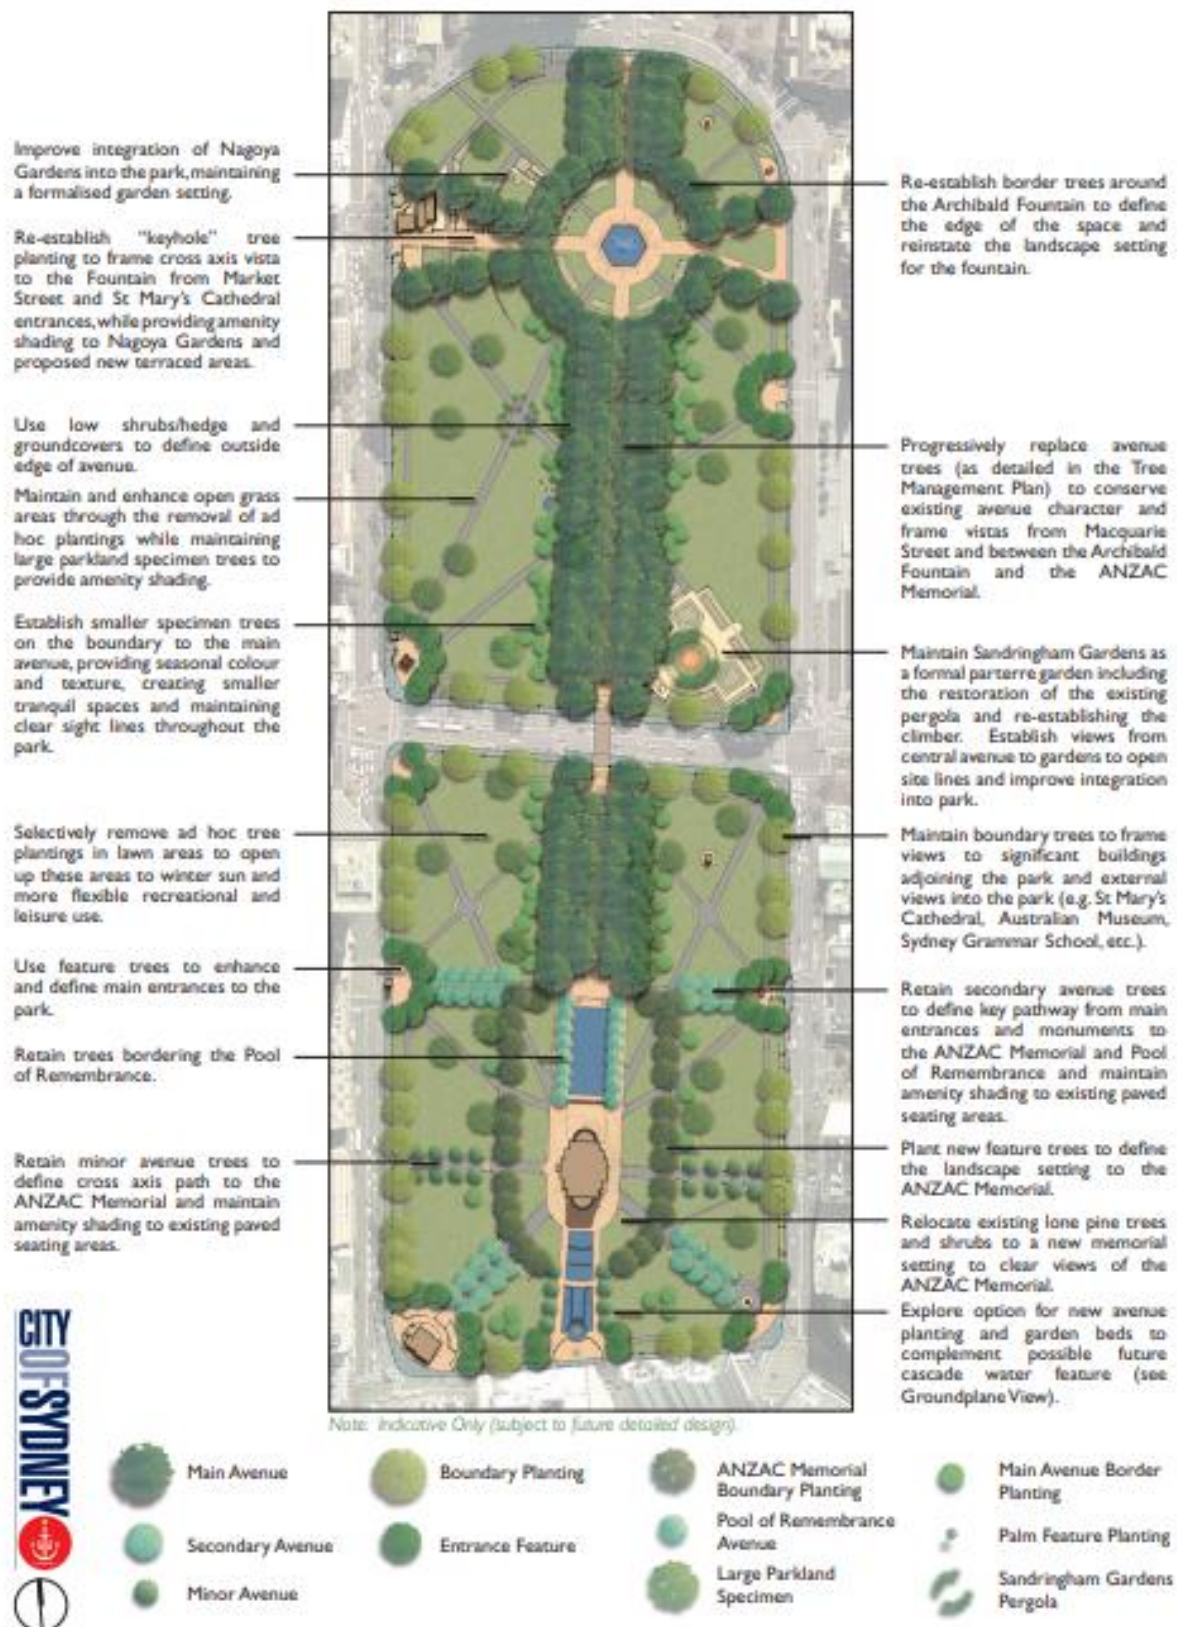 Improve integration of Nagoya
Gardens into the park, maintaining
a formalised garden setting.
Re-establish "keyhole" tree
planting to frame cross axis vista
to the Fountain from Market
Street and St Mary's Cathedral
entrances, while providing amenity
shading to Nagoya Gardens and
proposed new terraced areas.
Use low shrubs/hedge and
groundcovers to define outside
edge of avenue.
Maintain and enhance open grass
areas through the removal of ad
hoc plantings while maintaining
large parkland specimen trees to
provide amenity shading.
Establish smaller specimen trees
on the boundary to the main
avenue, providing seasonal colour
and texture, creating smaller
tranquil spaces and maintaining
clear sight lines throughout the
park.
Selectively remove ad hoc tree
plantings in lawn areas to open
up these areas to winter sun and
more flexible recreational and
leisure use.
Use feature trees to enhance
and define main entrances to the
park.
Retain trees bordering the Pool
of Remembrance.
Retain minor avenue trees to
define cross axis path to the
ANZAC Memorial and maintain
amenity shading to existing paved
seating areas.
Re-establish border trees around
the Archibald Fountain to define
the edge of the space and
reinstate the landscape setting
for the fountain.
Progressively replace avenue
trees (as detailed in the Tree
Management Plan) to conserve
existing avenue character and
frame vistas from Macquarie
Street and between the Archibald
Fountain and the ANZAC
Memorial.
Maintain Sandringham Gardens as
a formal parterre garden including
the restoration of the existing
pergola and re-establishing the
climber. Establish views from
central avenue to gardens to open
site lines and improve integration
into park.
Maintain boundary trees to frame
views to significant buildings
adjoining the park and external
views into the park (e.g. St Mary's
Cathedral, Australian Museum,
Sydney Grammar School, etc.).
Retain secondary avenue trees
to define key pathway from main
entrances and monuments to
the ANZAC Memorial and Pool
of Remembrance and maintain
amenity shading to existing paved
seating areas.
Plant new feature trees to define
the landscape setting to the
ANZAC Memorial.
Relocate existing lone pine trees
and shrubs to a new memorial
setting to clear views of the
ANZAC Memorial.
Explore option for new avenue
planting and garden beds to
complement possible future
cascade water feature (see
Groundplane View).
Note: Indicative Only (subject to future detailed design).
CITYOFSYDNEY
Main Avenue
Secondary Avenue
Minor Avenue
Boundary Planting
Entrance Feature
ANZAC Memorial
Boundary Planting
Pool of Remembrance
Avenue
Large Parkland
Specimen
Main Avenue Border
Planting
Palm Feature Planting
Sandringham Gardens
Pergola